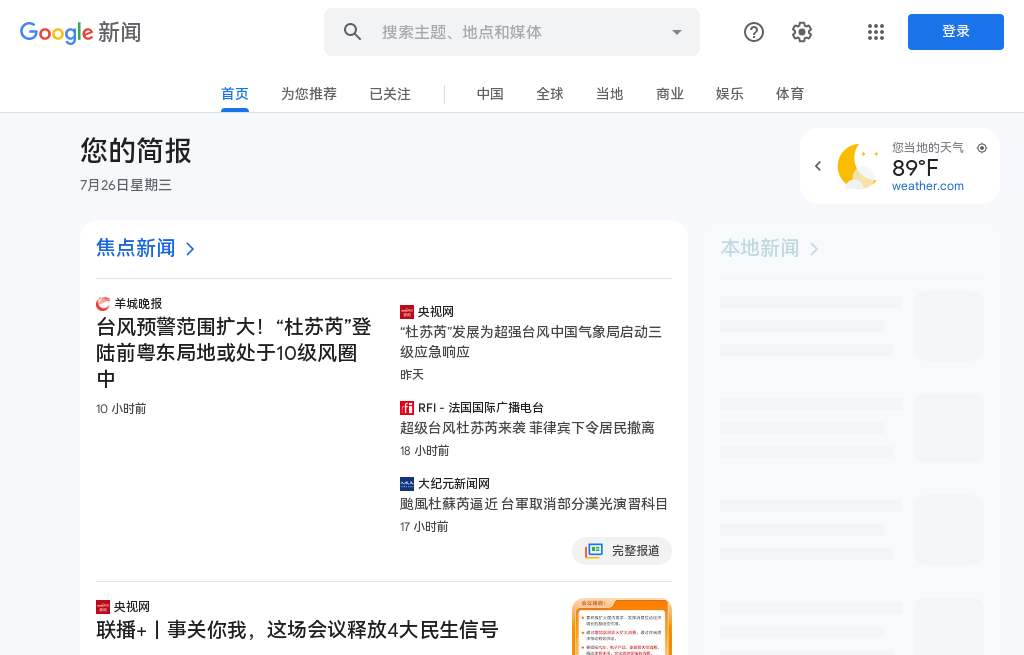 Google 新闻
搜索主题、地点和媒体
登录
首页
为您推荐
已关注
中国
全球
当地
商业
娱乐
体育
您的简报
7月26日星期三
您当地的天气
89°F
weather.com
焦点新闻
本地新闻
羊城晚报
台风预警范围扩大！“杜苏芮”登
陆前粤东局地或处于10级风圈
中
10 小时前
央视网
“杜苏芮”发展为超强台风中国气象局启动三
级应急响应
昨天
RFI - 法国国际广播电台
超级台风杜苏芮来袭 菲律宾下令居民撤离
18 小时前
大纪元新闻网
颱風杜蘇芮逼近 台軍取消部分漢光演習科目
17 小时前
完整报道
央视网
联播+丨事关你我，这场会议释放4大民生信号